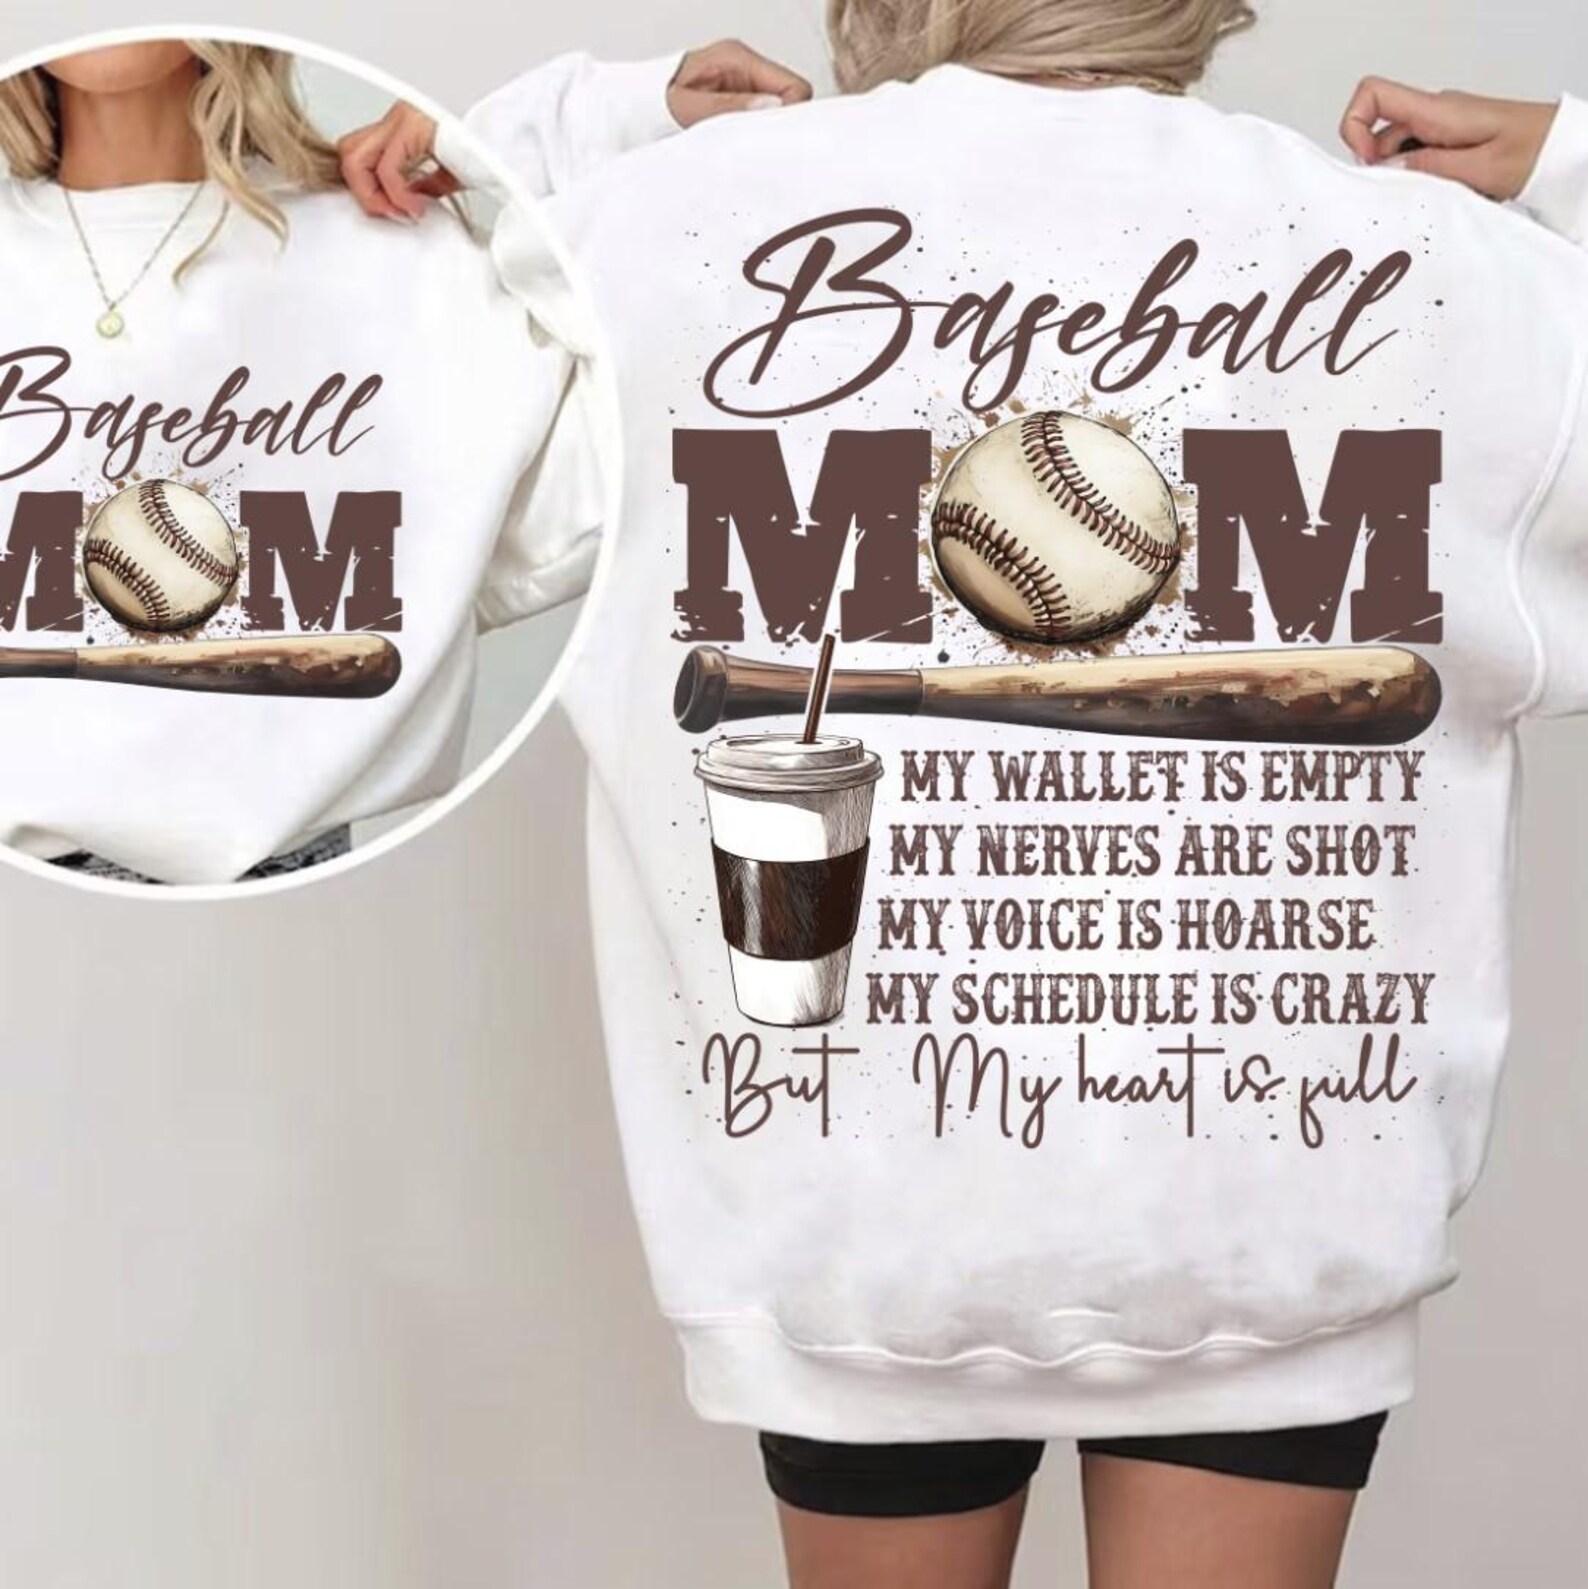 Baseball
MOM
Baseball
MOM
MY WALLET IS EMPTY
MY NERVES ARE SHOT
MY VOICE IS HOARSE
MY SCHEDULE IS CRAZY
But My heart is full